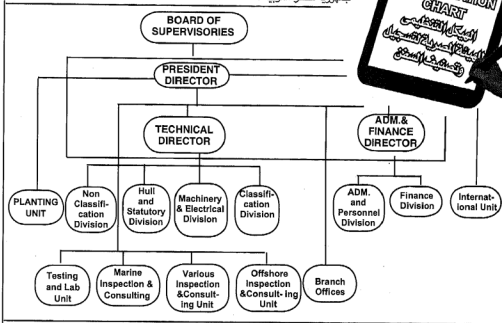 CHART
الهيكل التنظيمى
BOARD OF
SUPERVISORIES
PRESIDENT
DIRECTOR
TECHNICAL
DIRECTOR
ADM.&
FINANCE
DIRECTOR
PLANTING
UNIT
Non
Classifi-
cation
Division
Hull
and
Statutory
Division
Machinery
& Electrical
Division
Classifi-
cation
Division
ADM.
and
Personnel
Division
Finance
Division
Internat-
ional Unit
Testing
and Lab
Unit
Marine
Inspection &
Consulting
Various
Inspection
&Consult-
ing Unit
Offshore
Inspection
&Consult- ing
Unit
Branch
Offices